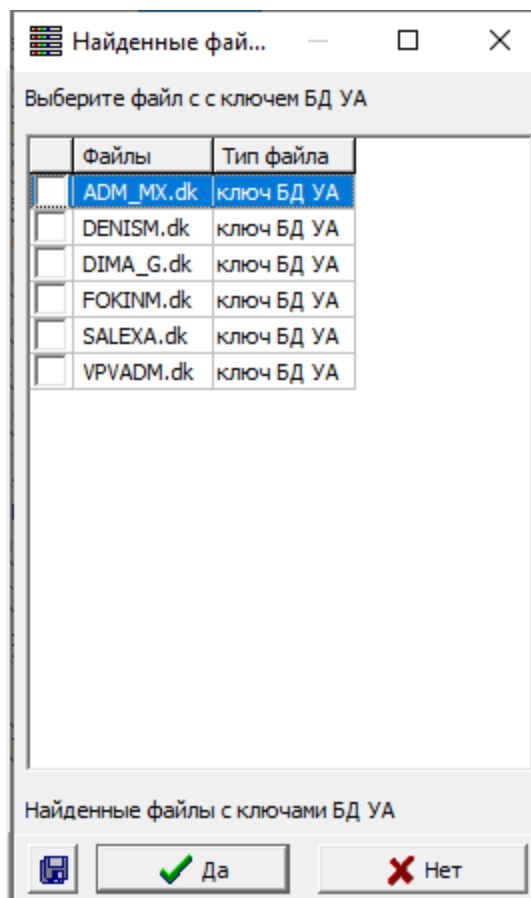 Найденные фай...
Выберите файл с с ключем БД УА
Файлы Тип файла
ADM_MX.dk ключ БД УА
DENISM.dk ключ БД УА
DIMA_G.dk ключ БД УА
FOKINM.dk ключ БД УА
SALEXA.dk ключ БД УА
VPVADM.dk ключ БД УА
Найденные файлы с ключами БД УА
Да Нет